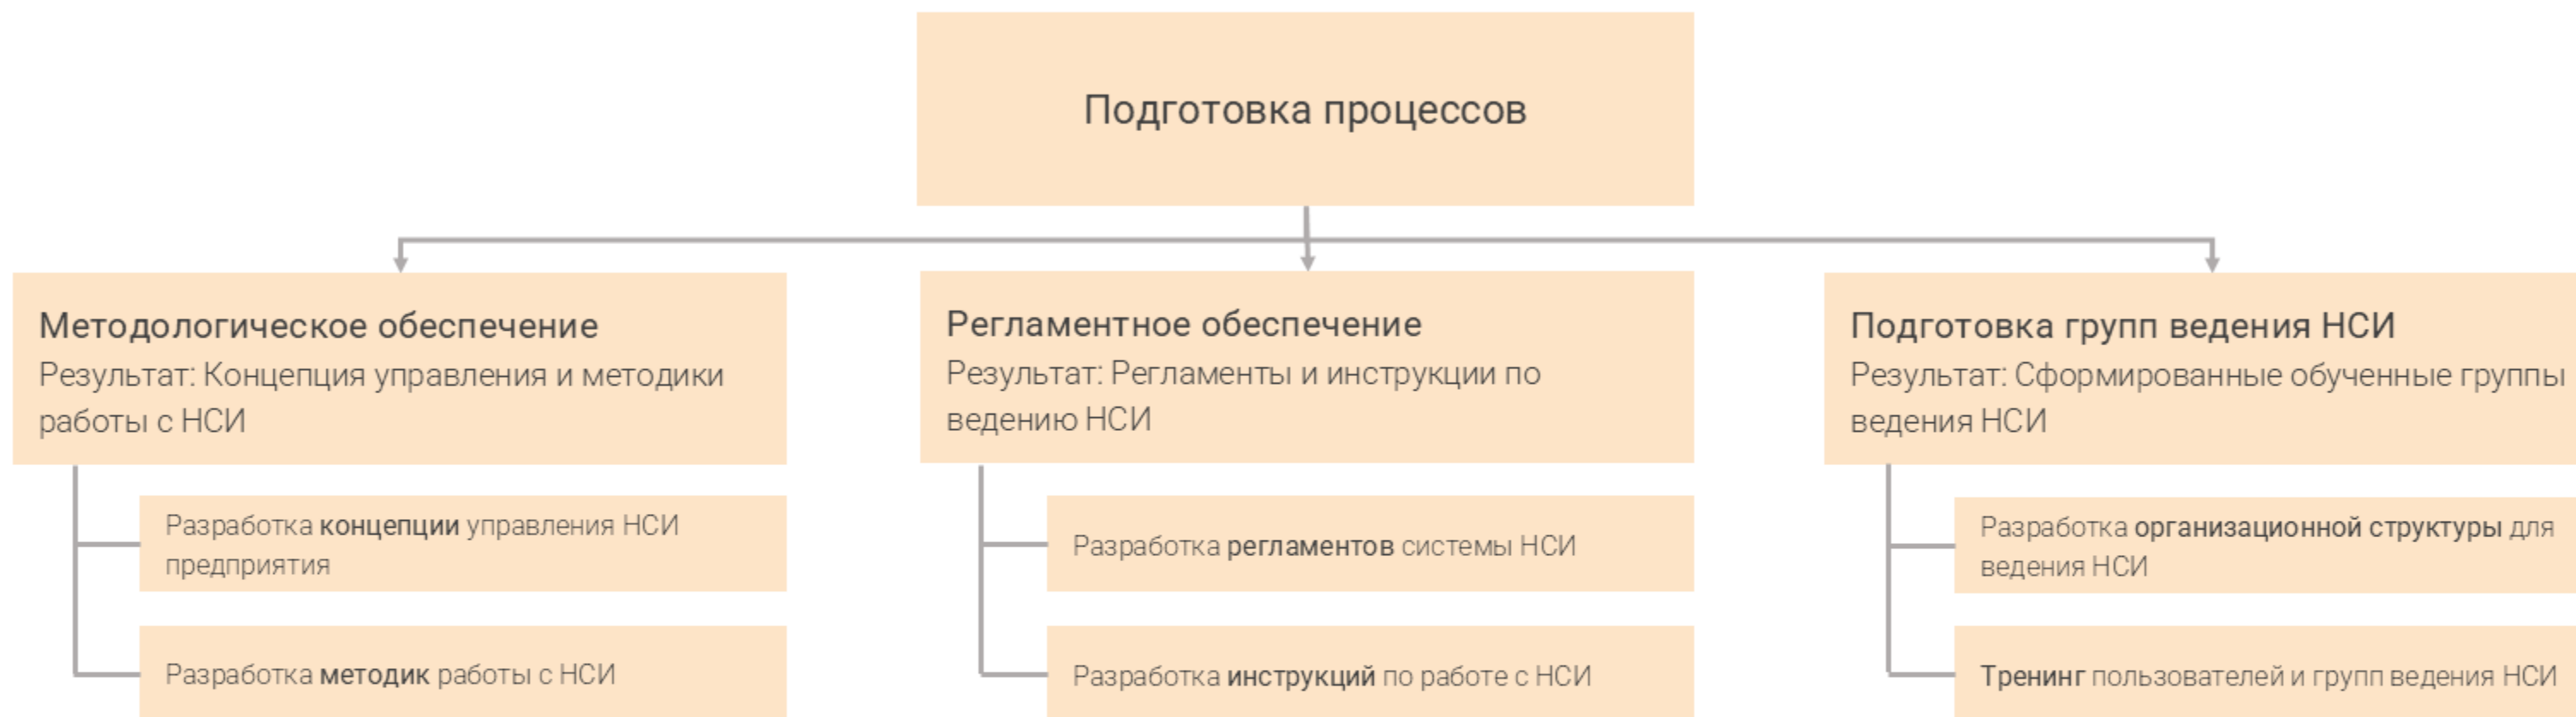 Подготовка процессов
Методологическое обеспечение
Результат: Концепция управления и методики
работы с НСИ
Разработка концепции управления НСИ
предприятия
Разработка методик работы с НСИ
Регламентное обеспечение
Результат: Регламенты и инструкции по
ведению НСИ
Разработка регламентов системы НСИ
Разработка инструкций по работе с НСИ
Подготовка групп ведения НСИ
Результат: Сформированные обученные группы
ведения НСИ
Разработка организационной структуры для
ведения НСИ
Тренинг пользователей и групп ведения НСИ